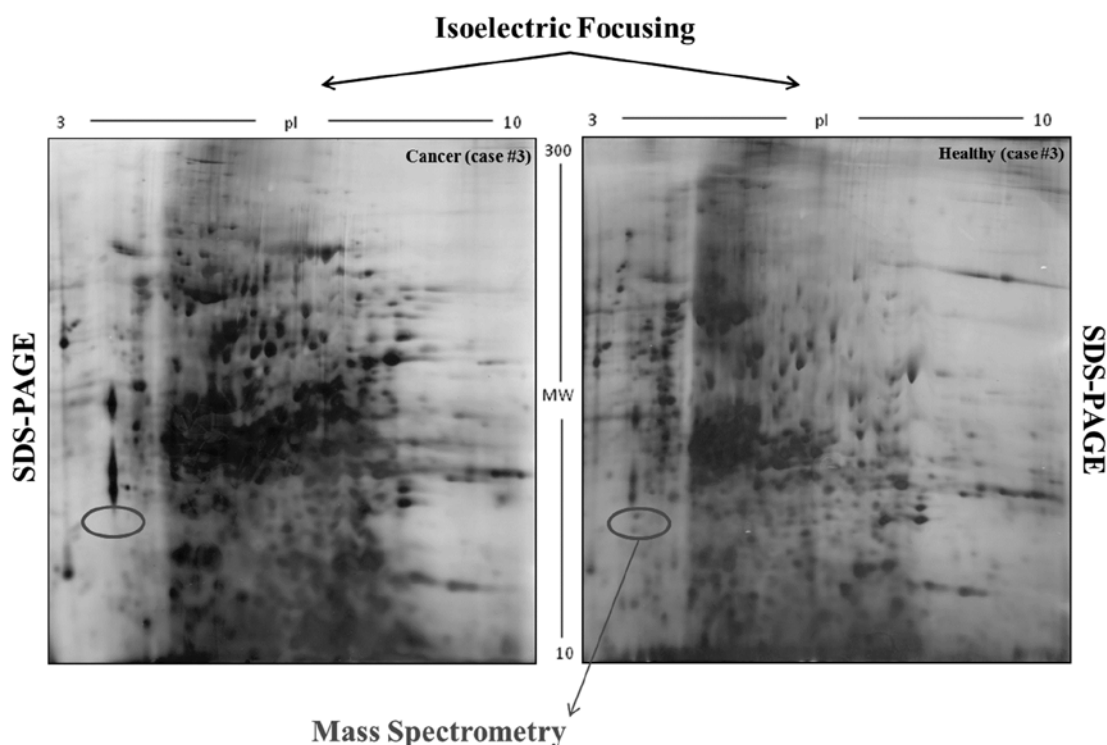 Isoelectric Focusing
3 pI 10
3 pI 10
Cancer (case #3)
300
Healthy (case #3)
SDS-PAGE
MW
SDS-PAGE
10
Mass Spectrometry